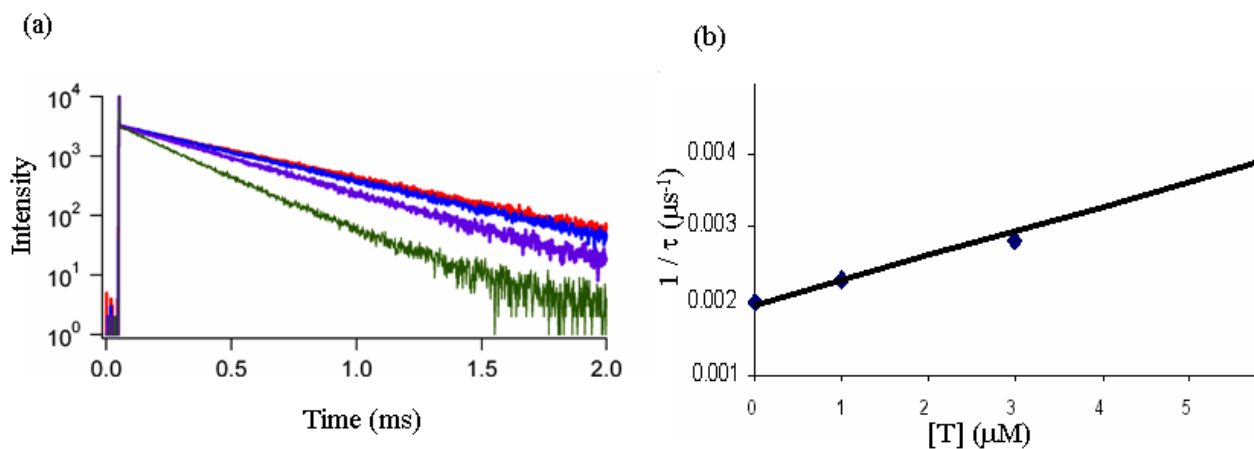 (a)
Intensity
10⁴
10³
10²
10¹
10⁰
0.0 0.5 1.0 1.5 2.0
Time (ms)
(b)
1 / τ (μs⁻¹)
0.004
0.003
0.002
0.001
0 1 2 3 4 5
[T] (μM)